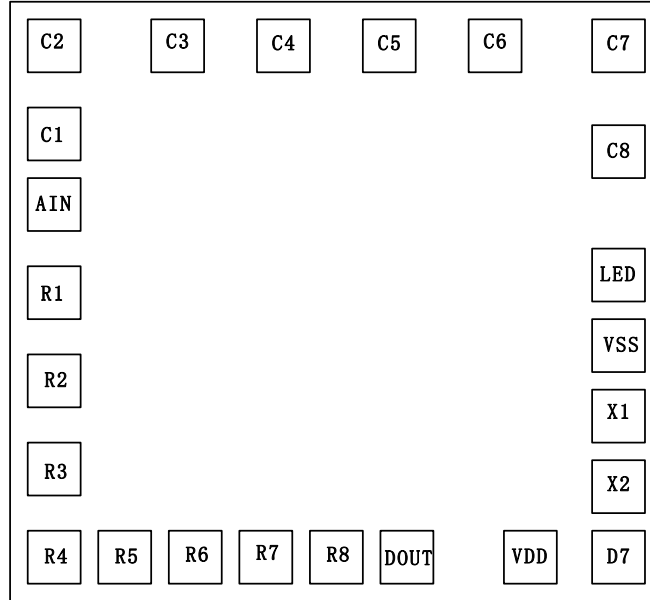 C2 C3 C4 C5 C6 C7
C1
C8
AIN
LED
R1
VSS
R2
X1
R3
X2
R4 R5 R6 R7 R8 DOUT VDD D7